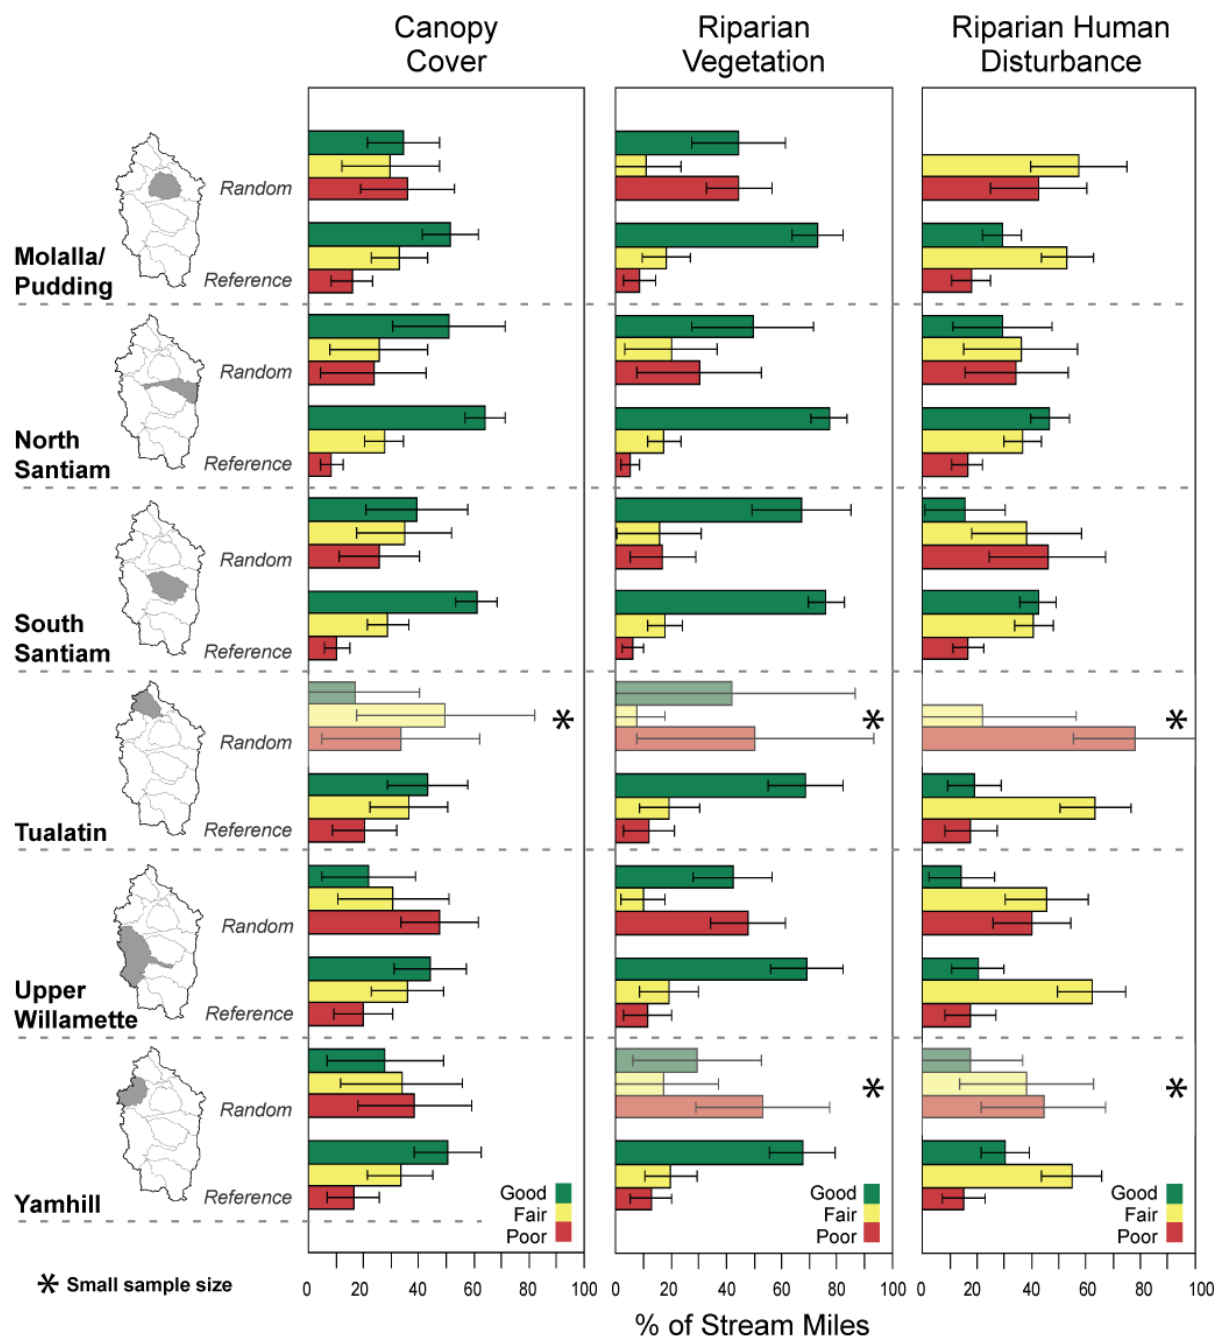 Canopy
Cover
Riparian
Vegetation
Riparian Human
Disturbance
Random
Molalla/
Pudding
Reference
Random
North
Santiam
Reference
Random
South
Santiam
Reference
*
*
*
Random
Tualatin
Reference
Random
Upper
Willamette
Reference
*
*
Random
Yamhill
Reference
Good
Fair
Poor
Good
Fair
Poor
Good
Fair
Poor
0 20 40 60 80 100
0 20 40 60 80 100
0 20 40 60 80 100
* Small sample size
% of Stream Miles